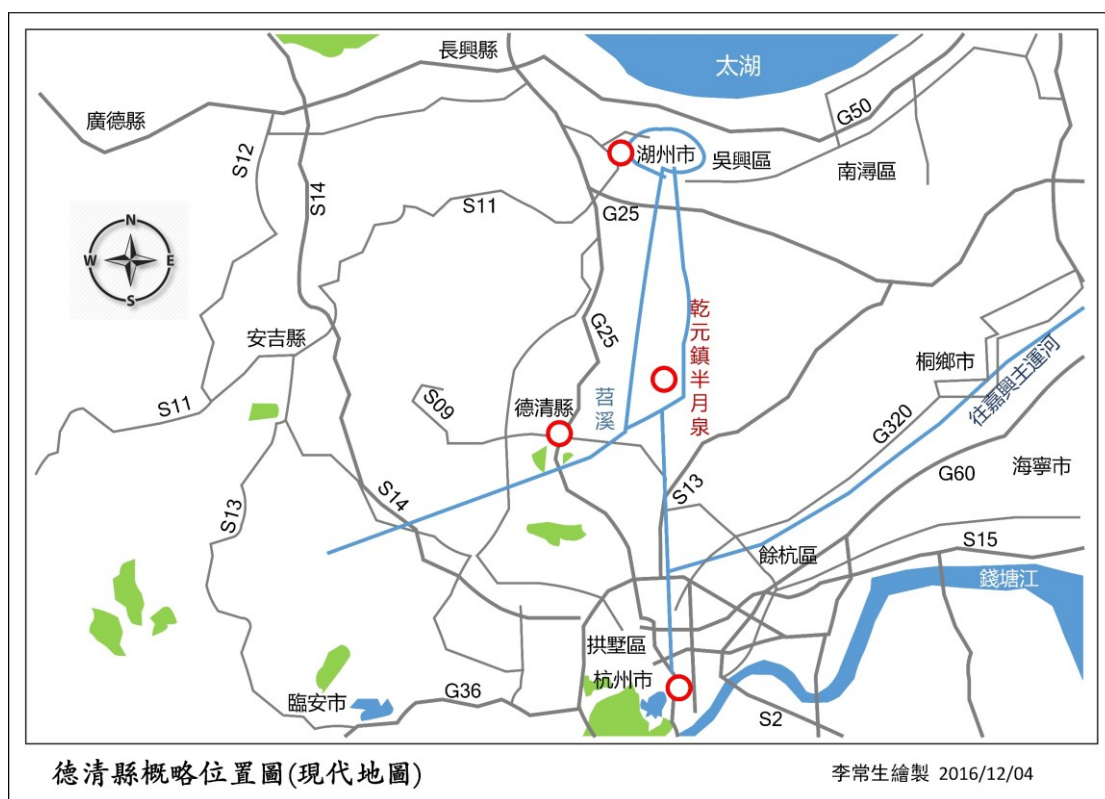 長興縣
太湖
廣德縣
G50
湖州市
吳興區
南潯區
S12
S14
S11
G25
N
W
E
S
G25
乾元鎮半月泉
安吉縣
桐鄉市
往嘉興主運河
S11
S09
德清縣
苕溪
G320
海寧市
G60
S13
S14
S13
餘杭區
S15
錢塘江
拱墅區
杭州市
臨安市
G36
S2
德清縣概略位置圖(現代地圖)
李常生繪製 2016/12/04